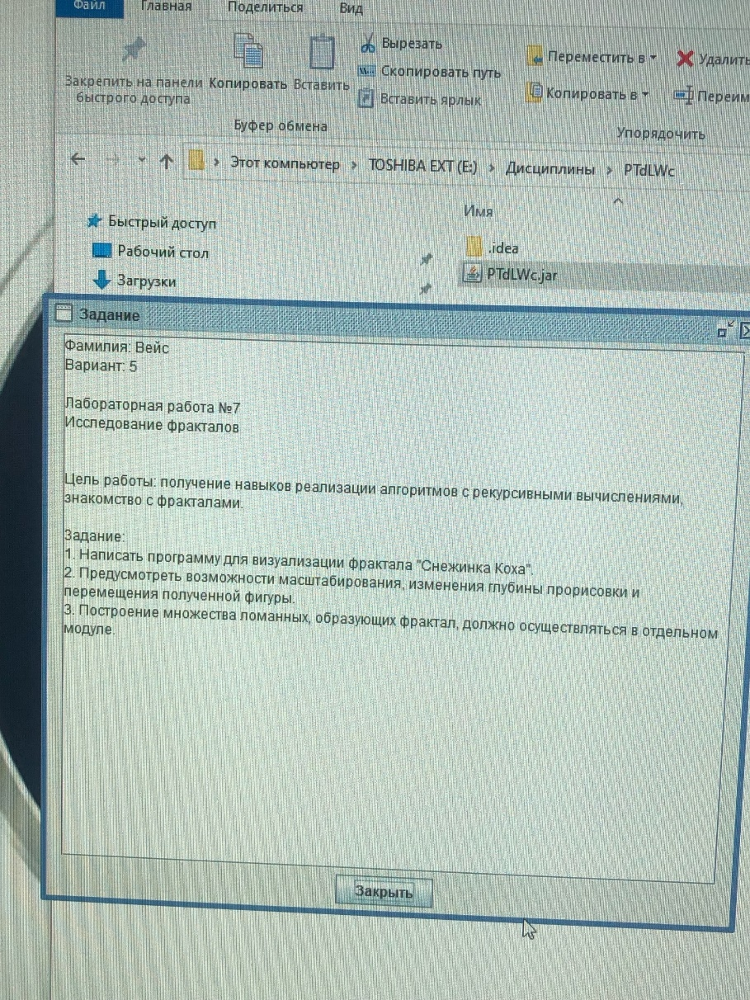 Файл Главная Поделиться Вид
Закрепить на панели быстрого доступа
Копировать
Вставить
Вырезать
Скопировать путь
Вставить ярлык
Переместить в
Копировать в
Удалить
Переим
Буфер обмена
Упорядочить
Этот компьютер > TOSHIBA EXT (E:) > Дисциплины > PTdLWc
Имя
Быстрый доступ
Рабочий стол
Загрузки
.idea
PTdLWc.jar
Задание
Фамилия: Вейс
Вариант: 5
Лабораторная работа №7
Исследование фракталов
Цель работы: получение навыков реализации алгоритмов с рекурсивными вычислениями,
знакомство с фракталами.
Задание:
1. Написать программу для визуализации фрактала "Снежинка Коха".
2. Предусмотреть возможности масштабирования, изменения глубины прорисовки и
перемещения полученной фигуры.
3. Построение множества ломанных, образующих фрактал, должно осуществляться в отдельном
модуле.
Закрыть